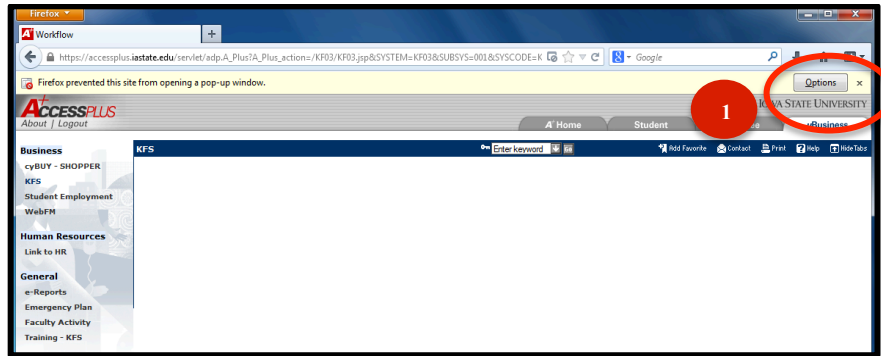 Firefox
Workflow
https://accessplus.iastate.edu/servlet/adp.A_Plus?A_Plus_action=/KF03/KF03.jsp&SYSTEM=KF03&SUBSYS=001&SYSCODE=K
Google
Firefox prevented this site from opening a pop-up window.
Options
ACCESSPLUS
IOWA STATE UNIVERSITY
About | Logout
1
A+ Home
Student
uBusiness
Business
KFS
Enter keyword
Go
Add Favorite
Contact
Print
Help
HideTabs
cyBUY - SHOPPER
KFS
Student Employment
WebFM
Human Resources
Link to HR
General
e-Reports
Emergency Plan
Faculty Activity
Training - KFS